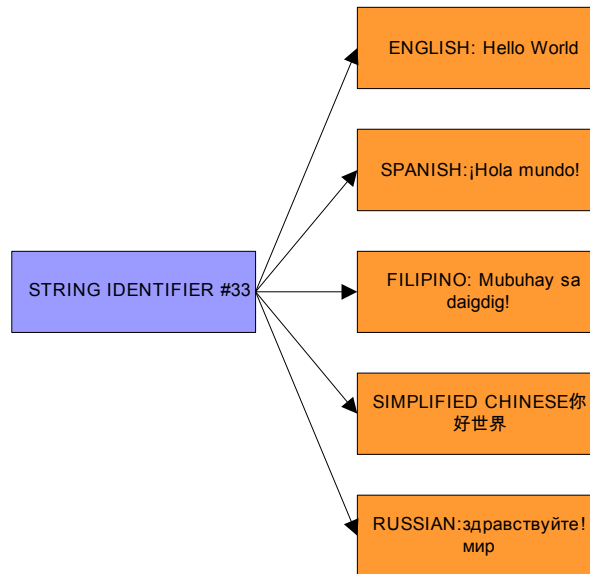 ENGLISH: Hello World
SPANISH:¡Hola mundo!
STRING IDENTIFIER #33
FILIPINO: Mubuhay sa
daigdig!
SIMPLIFIED CHINESE你
好世界
RUSSIAN:здравствуйте!
мир